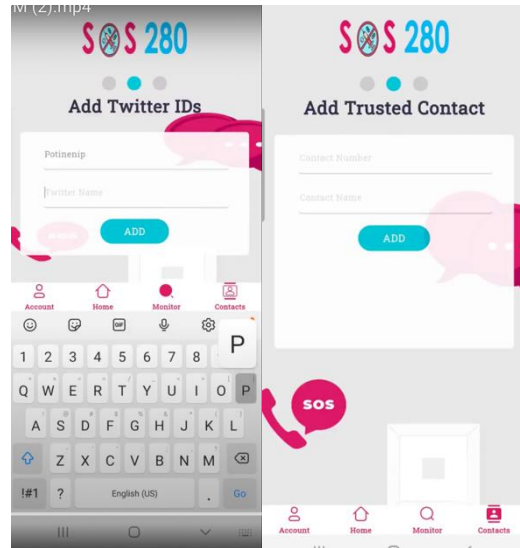 M (2).mp4
SOS 280
Add Twitter IDs
Potinenip
Twitter Name
ADD
Account Home Monitor Contacts
GIF
P
1 2 3 4 5 6 7 8
Q W E R T Y U I O P
A S D F G H J K L
Z X C V B N M
!#1 ? English (US) . Go
SOS 280
Add Trusted Contact
Contact Number
Contact Name
ADD
SOS
Account Home Monitor Contacts